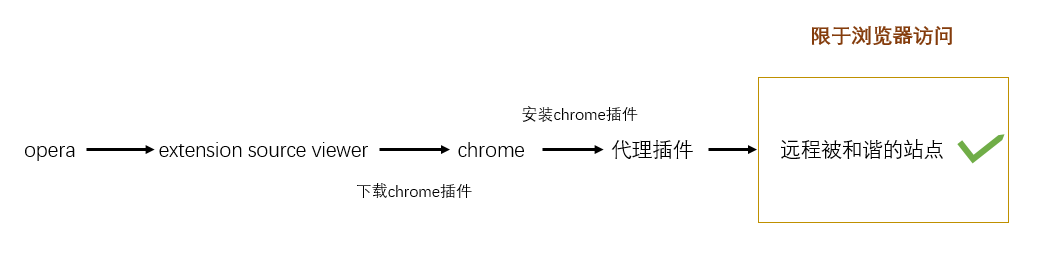 限于浏览器访问
安装chrome插件
opera
extension source viewer
chrome
代理插件
远程被和谐的站点
下载chrome插件